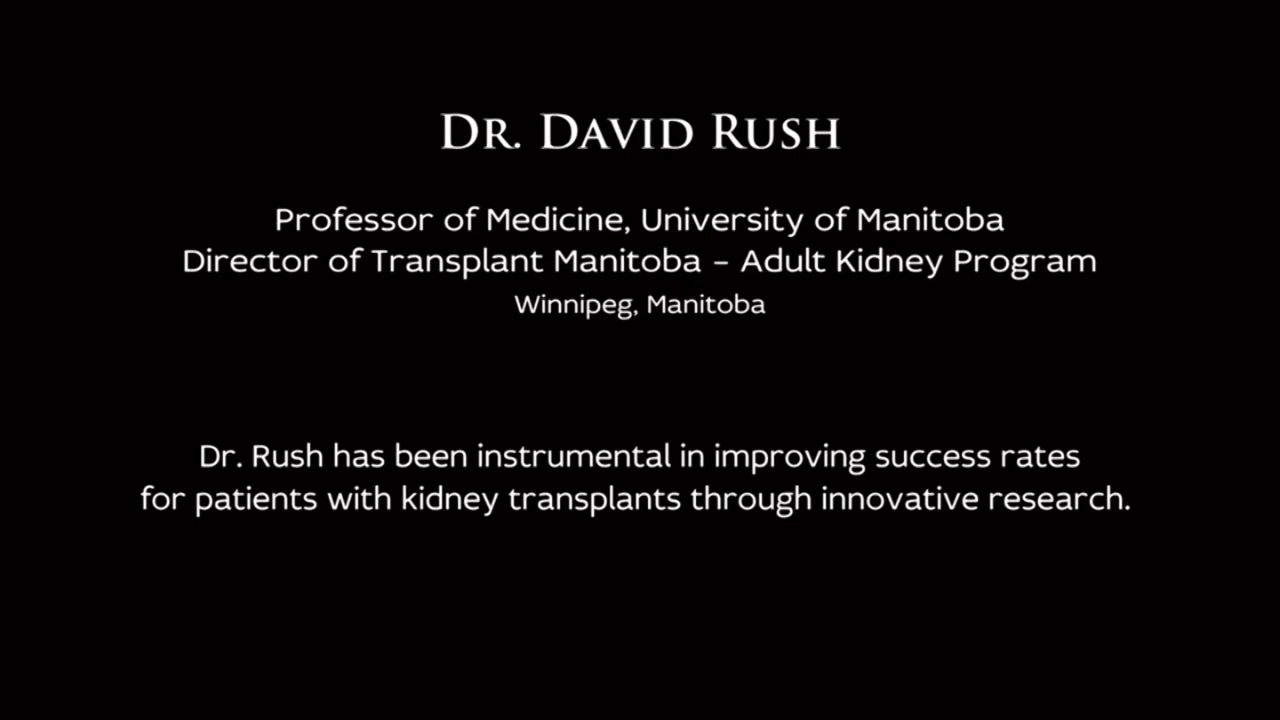 Dr. David Rush
Professor of Medicine, University of Manitoba
Director of Transplant Manitoba – Adult Kidney Program
Winnipeg, Manitoba
Dr. Rush has been instrumental in improving success rates
for patients with kidney transplants through innovative research.